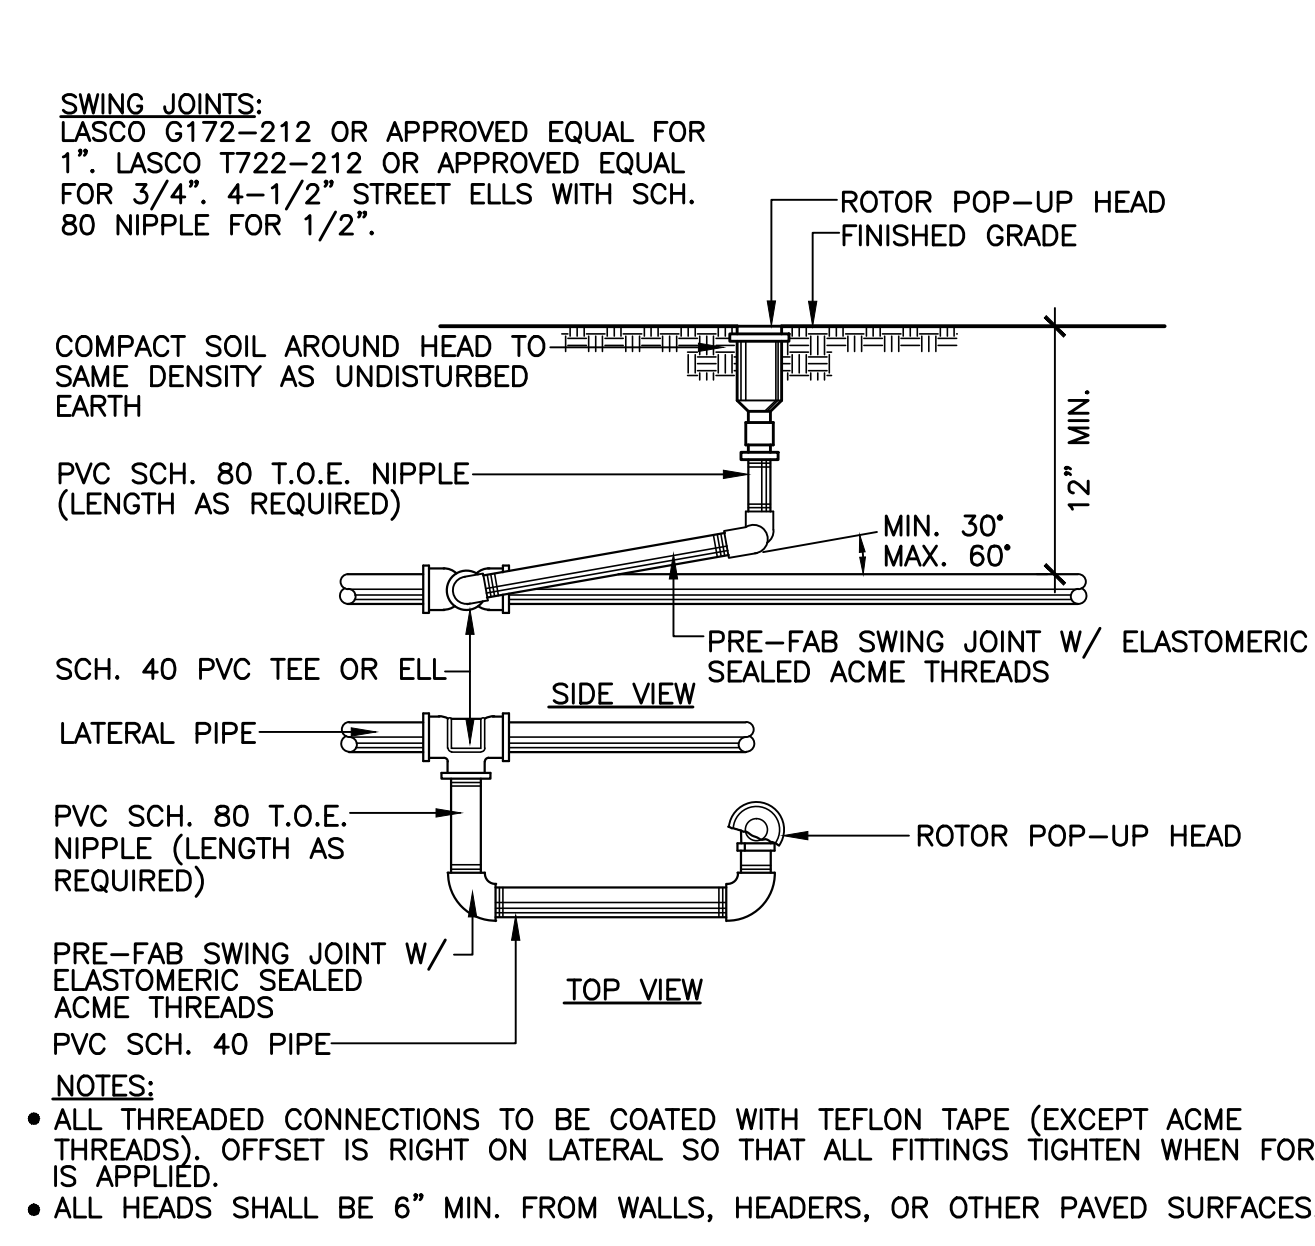 SWING JOINTS:
LASCO G172-212 OR APPROVED EQUAL FOR
1". LASCO T722-212 OR APPROVED EQUAL
FOR 3/4". 4-1/2" STREET ELLS WITH SCH.
80 NIPPLE FOR 1/2".
ROTOR POP-UP HEAD
FINISHED GRADE
COMPACT SOIL AROUND HEAD TO
SAME DENSITY AS UNDISTURBED
EARTH
12" MIN.
PVC SCH. 80 T.O.E. NIPPLE
(LENGTH AS REQUIRED)
MIN. 30°
MAX. 60°
PRE-FAB SWING JOINT W/ ELASTOMERIC
SEALED ACME THREADS
SCH. 40 PVC TEE OR ELL
SIDE VIEW
LATERAL PIPE
PVC SCH. 80 T.O.E.
NIPPLE (LENGTH AS
REQUIRED)
ROTOR POP-UP HEAD
PRE-FAB SWING JOINT W/
ELASTOMERIC SEALED
ACME THREADS
TOP VIEW
PVC SCH. 40 PIPE
NOTES:
• ALL THREADED CONNECTIONS TO BE COATED WITH TEFLON TAPE (EXCEPT ACME
THREADS). OFFSET IS RIGHT ON LATERAL SO THAT ALL FITTINGS TIGHTEN WHEN FOR
IS APPLIED.
• ALL HEADS SHALL BE 6" MIN. FROM WALLS, HEADERS, OR OTHER PAVED SURFACES